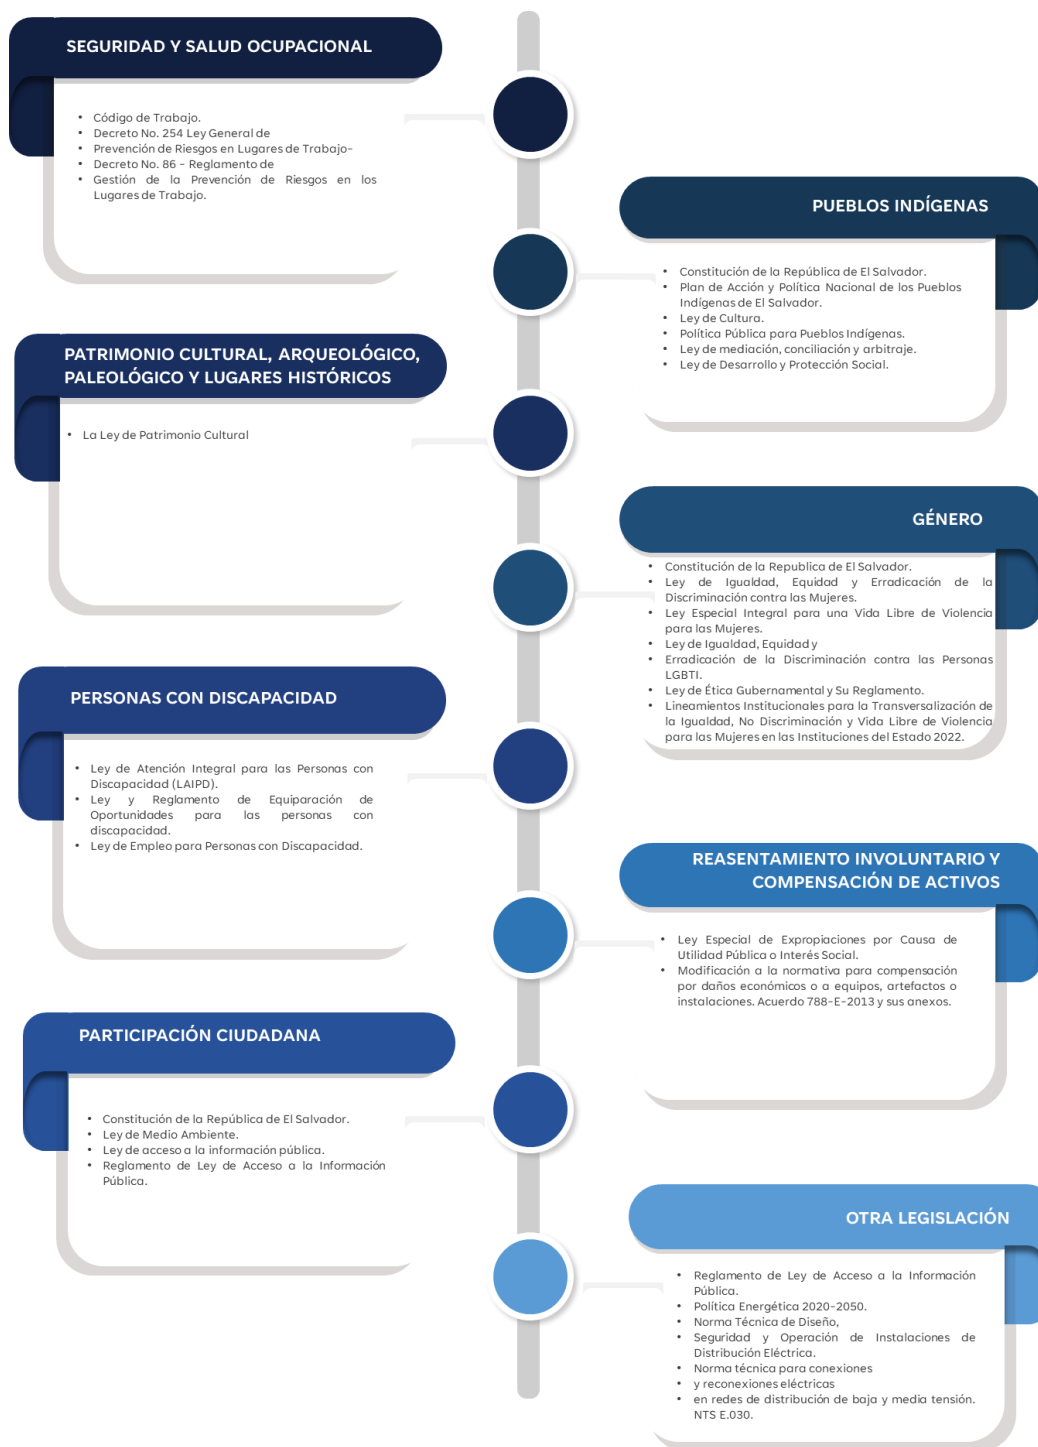 SEGURIDAD Y SALUD OCUPACIONAL
• Código de Trabajo.
• Decreto No. 254 Ley General de
• Prevención de Riesgos en Lugares de Trabajo-
• Decreto No. 86 - Reglamento de
• Gestión de la Prevención de Riesgos en los
Lugares de Trabajo.
PUEBLOS INDÍGENAS
• Constitución de la República de El Salvador.
• Plan de Acción y Política Nacional de los Pueblos
Indígenas de El Salvador.
• Ley de Cultura.
• Política Pública para Pueblos Indígenas.
• Ley de mediación, conciliación y arbitraje.
• Ley de Desarrollo y Protección Social.
PATRIMONIO CULTURAL, ARQUEOLÓGICO,
PALEOLÓGICO Y LUGARES HISTÓRICOS
• La Ley de Patrimonio Cultural
GÉNERO
• Constitución de la Republica de El Salvador.
• Ley de Igualdad, Equidad y Erradicación de la
Discriminación contra las Mujeres.
• Ley Especial Integral para una Vida Libre de Violencia
para las Mujeres.
• Ley de Igualdad, Equidad y
• Erradicación de la Discriminación contra las Personas
LGBTI.
• Ley de Ética Gubernamental y Su Reglamento.
• Lineamientos Institucionales para la Transversalización de
la Igualdad, No Discriminación y Vida Libre de Violencia
para las Mujeres en las Instituciones del Estado 2022.
PERSONAS CON DISCAPACIDAD
• Ley de Atención Integral para las Personas con
Discapacidad (LAIPD).
• Ley y Reglamento de Equiparación de
Oportunidades para las personas con
discapacidad.
• Ley de Empleo para Personas con Discapacidad.
REASENTAMIENTO INVOLUNTARIO Y
COMPENSACIÓN DE ACTIVOS
• Ley Especial de Expropiaciones por Causa de
Utilidad Pública o Interés Social.
• Modificación a la normativa para compensación
por daños económicos o a equipos, artefactos o
instalaciones. Acuerdo 788-E-2013 y sus anexos.
PARTICIPACIÓN CIUDADANA
• Constitución de la República de El Salvador.
• Ley de Medio Ambiente.
• Ley de acceso a la información pública.
• Reglamento de Ley de Acceso a la Información
Pública.
OTRA LEGISLACIÓN
• Reglamento de Ley de Acceso a la Información
Pública.
• Política Energética 2020-2050.
• Norma Técnica de Diseño,
• Seguridad y Operación de Instalaciones de
Distribución Eléctrica.
• Norma técnica para conexiones
• y reconexiones eléctricas
• en redes de distribución de baja y media tensión.
NTS E.030.